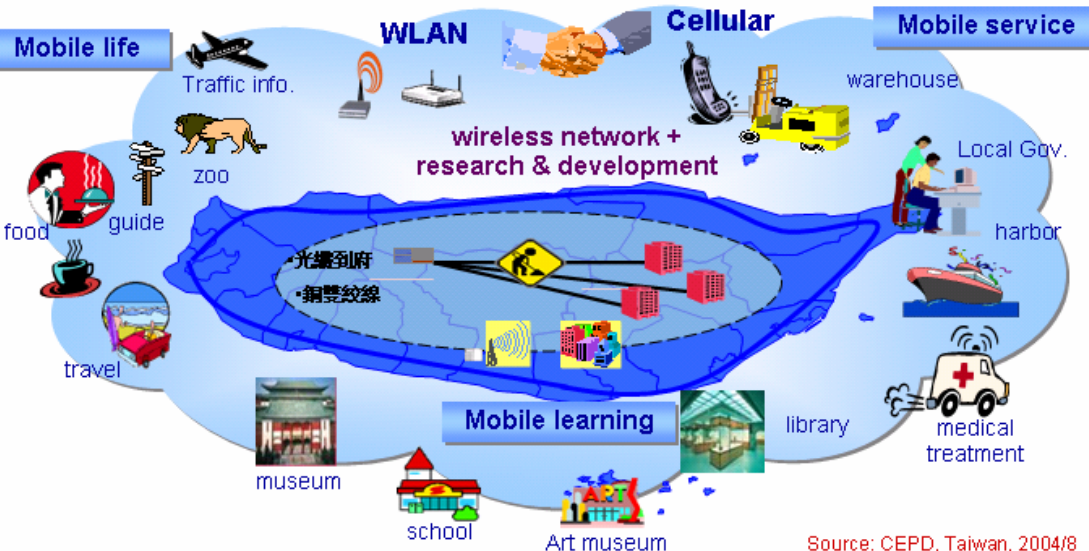 Mobile life
WLAN
Cellular
Mobile service
Traffic info.
warehouse
wireless network +
research & development
zoo
Local Gov.
food
guide
harbor
•光纖到府
•銅雙絞線
travel
Mobile learning
library
medical
treatment
museum
school
ART
Art museum
Source: CEPD. Taiwan. 2004/8